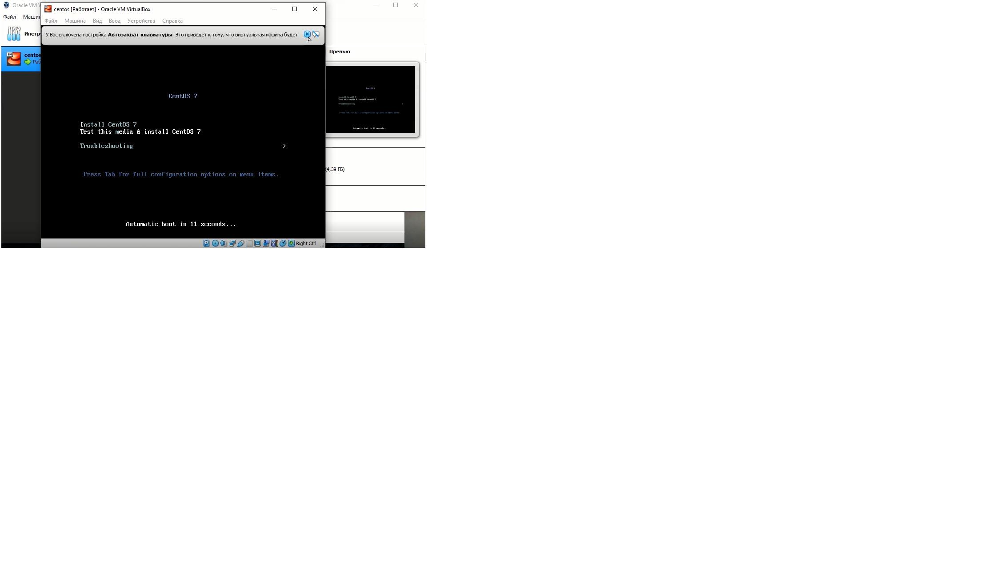 Oracle VM V
Файл Машин
Инстру
64
centos
Раб
centos [Работает] - Oracle VM VirtualBox
Файл Машина Вид Ввод Устройства Справка
У Вас включена настройка Автозахват клавиатуры. Это приведет к тому, что виртуальная машина будет
CentOS 7
Install CentOS 7
Test this media & install CentOS 7
Troubleshooting >
Press Tab for full configuration options on menu items.
Automatic boot in 11 seconds...
Right Ctrl
Превью
CentOS 7
Install CentOS 7
Test this media & install CentOS 7
Troubleshooting >
Press Tab for full configuration options on menu items.
Automatic boot in 12 seconds...
(4,39 ГБ)